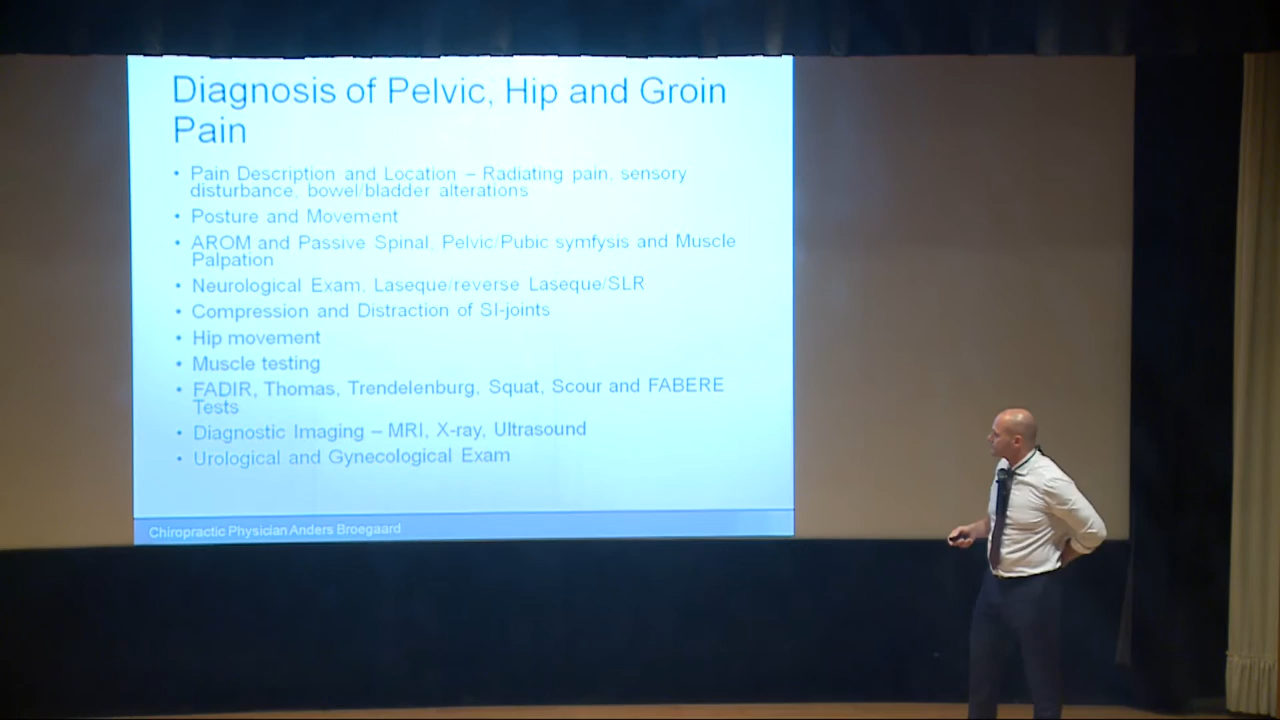 Diagnosis of Pelvic, Hip and Groin
Pain
• Pain Description and Location – Radiating pain, sensory
disturbance, bowel/bladder alterations
• Posture and Movement
• AROM and Passive Spinal, Pelvic/Pubic symfysis and Muscle
Palpation
• Neurological Exam, Laseque/reverse Laseque/SLR
• Compression and Distraction of SI-joints
• Hip movement
• Muscle testing
• FADIR, Thomas, Trendelenburg, Squat, Scour and FABERE
Tests
• Diagnostic Imaging – MRI, X-ray, Ultrasound
• Urological and Gynecological Exam
Chiropractic Physician Anders Broegaard